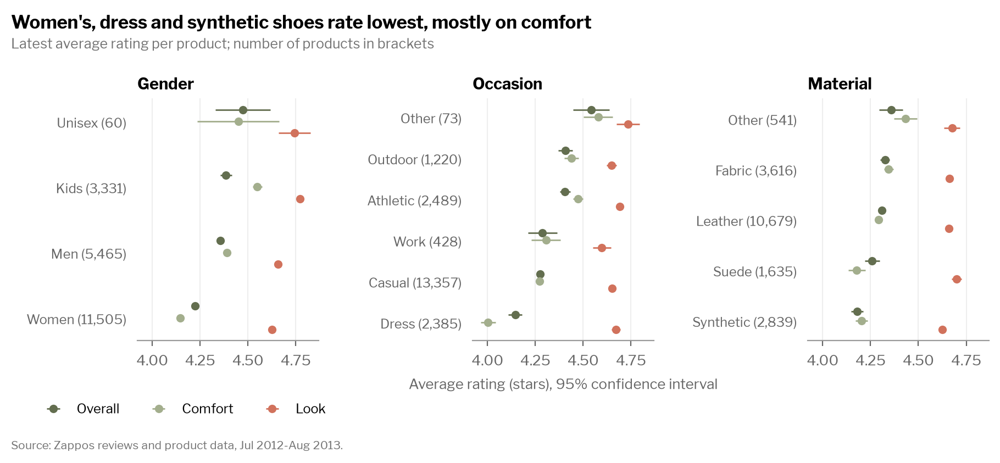 Women's, dress and synthetic shoes rate lowest, mostly on comfort
Latest average rating per product; number of products in brackets
Gender
Unisex (60)
Kids (3,331)
Men (5,465)
Women (11,505)
4.00 4.25 4.50 4.75
Occasion
Other (73)
Outdoor (1,220)
Athletic (2,489)
Work (428)
Casual (13,357)
Dress (2,385)
4.00 4.25 4.50 4.75
Material
Other (541)
Fabric (3,616)
Leather (10,679)
Suede (1,635)
Synthetic (2,839)
4.00 4.25 4.50 4.75
Average rating (stars), 95% confidence interval
Overall Comfort Look
Source: Zappos reviews and product data, Jul 2012-Aug 2013.